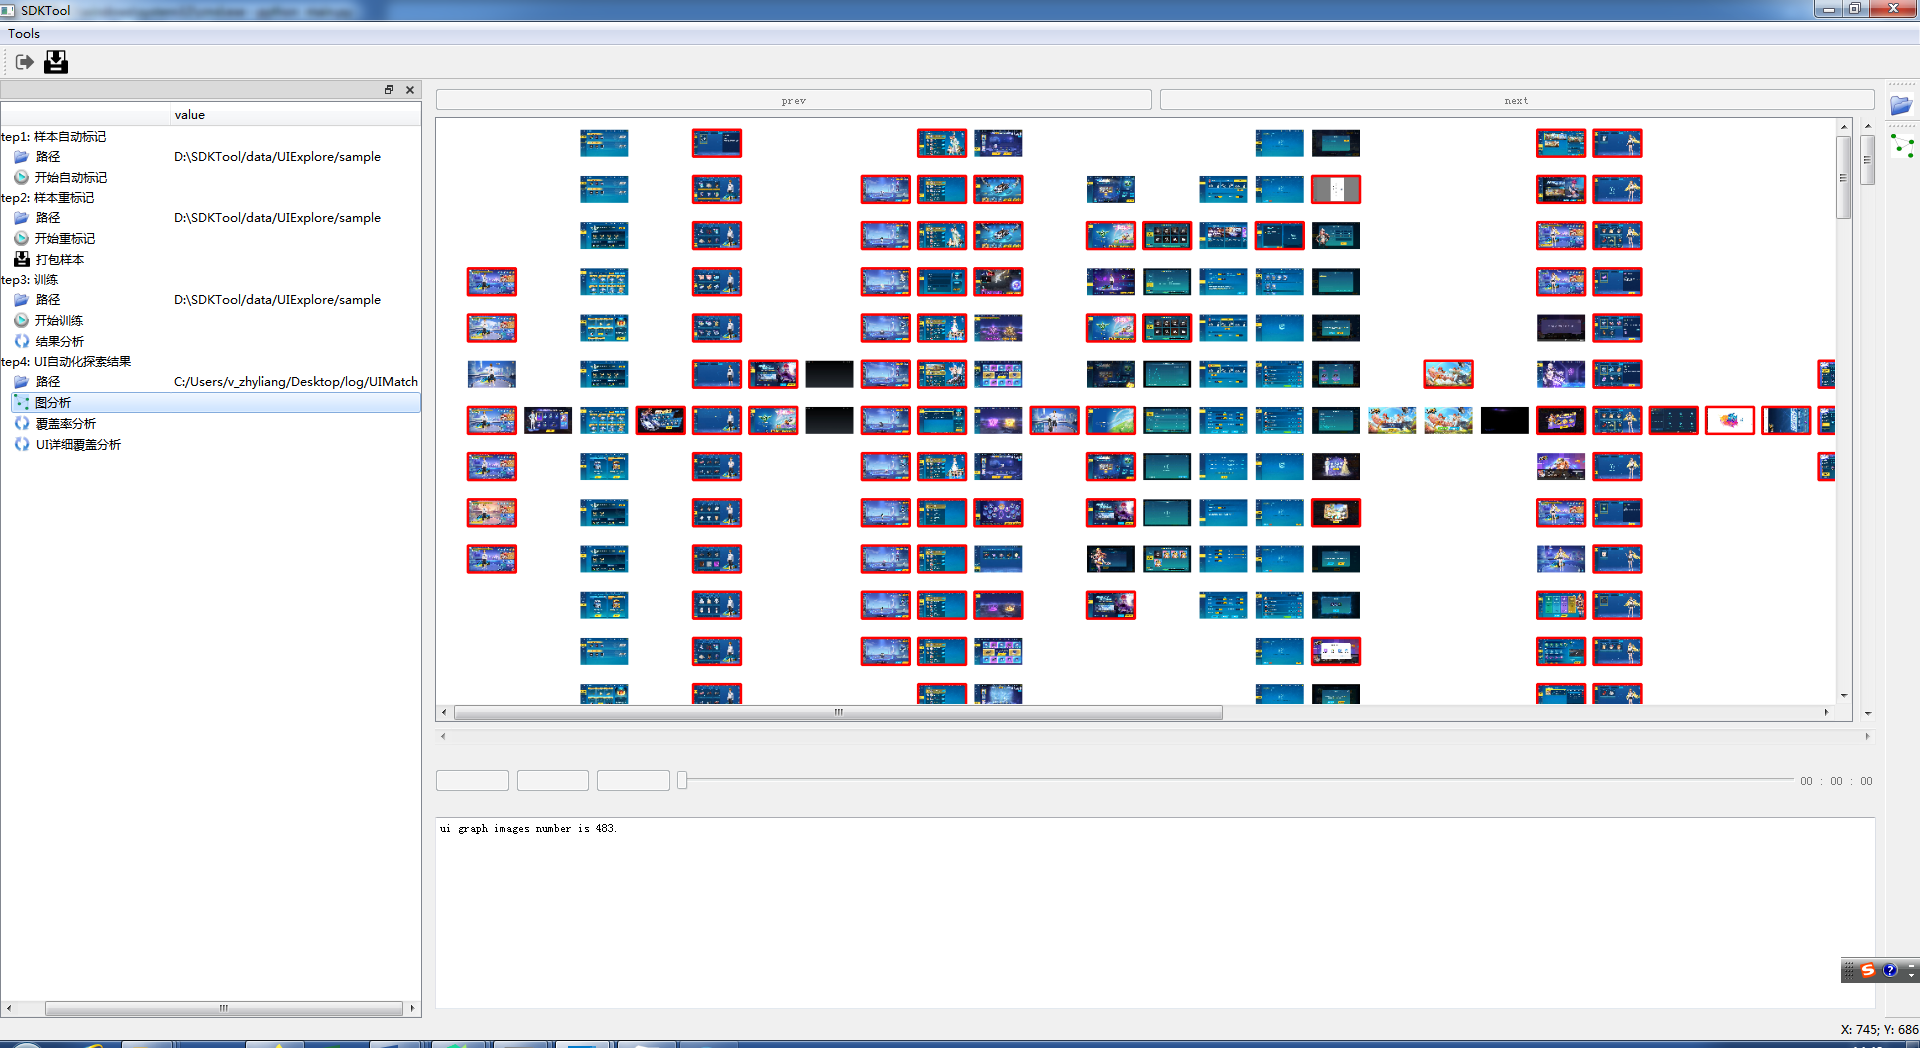 SDKTool
Tools
value
tep1: 样本自动标记
路径 D:\SDKTool/data/UIExplore/sample
开始自动标记
tep2: 样本重标记
路径 D:\SDKTool/data/UIExplore/sample
开始重标记
打包样本
tep3: 训练
路径 D:\SDKTool/data/UIExplore/sample
开始训练
结果分析
tep4: UI自动化探索结果
路径 C:/Users/v_zhyliang/Desktop/log/UIMatch
图分析
覆盖率分析
UI详细覆盖分析
prev
next
00 : 00 : 00
ui graph images number is 483.
X: 745; Y: 686